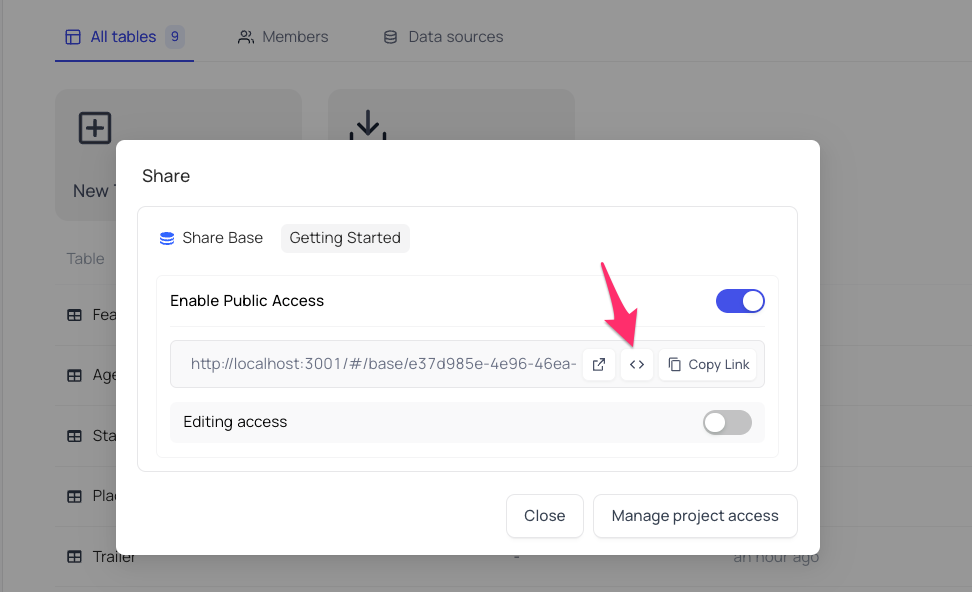 All tables 9 Members Data sources
New
Share
Share Base Getting Started
Table
Enable Public Access
Fea
http://localhost:3001/#/base/e37d985e-4e96-46ea- <> Copy Link
Age
Editing access
Sta
Pla
Close Manage project access
Trailer - an hour ago